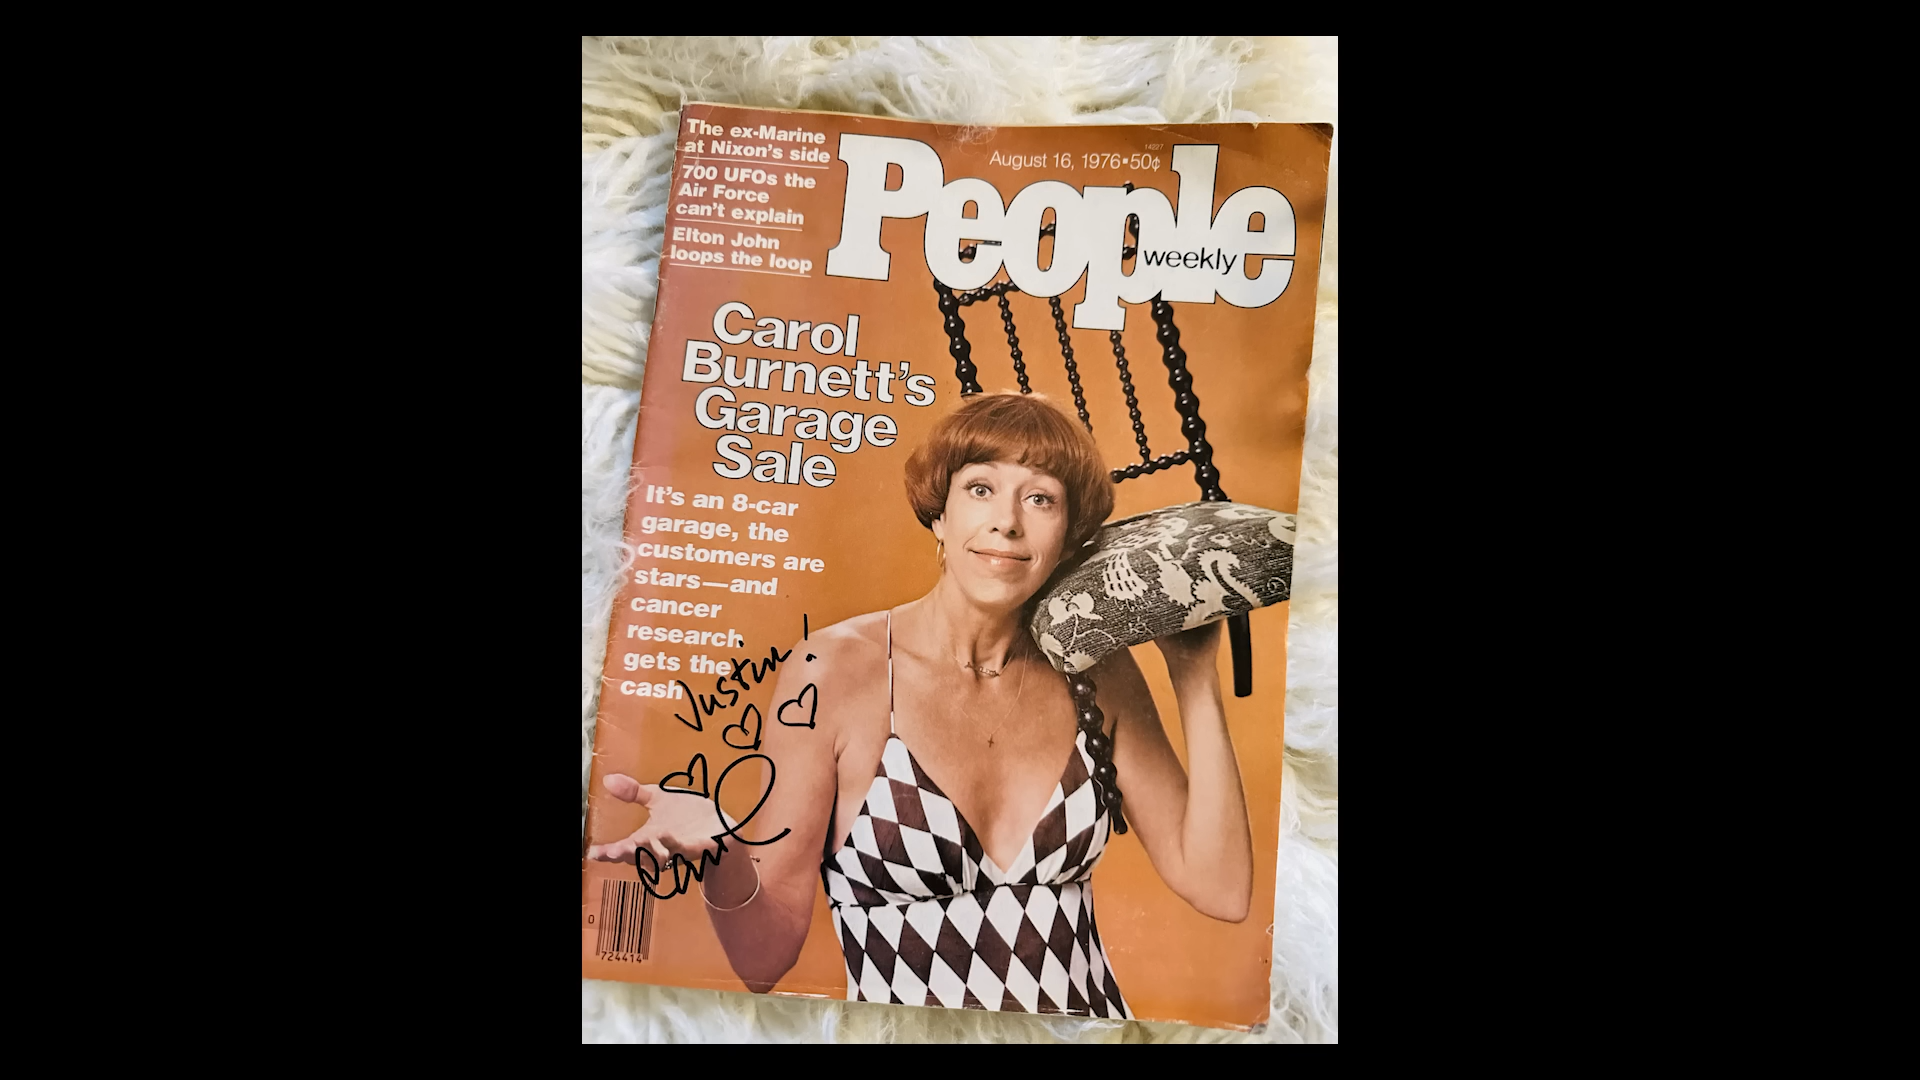 The ex-Marine
at Nixon's side
700 UFOs the
Air Force
can't explain
Elton John
loops the loop
14227
August 16, 1976▪50¢
People
weekly
Carol
Burnett's
Garage
Sale
It's an 8-car
garage, the
customers are
stars—and
cancer
research
gets the
cash
Justin!
Carol
0
724414